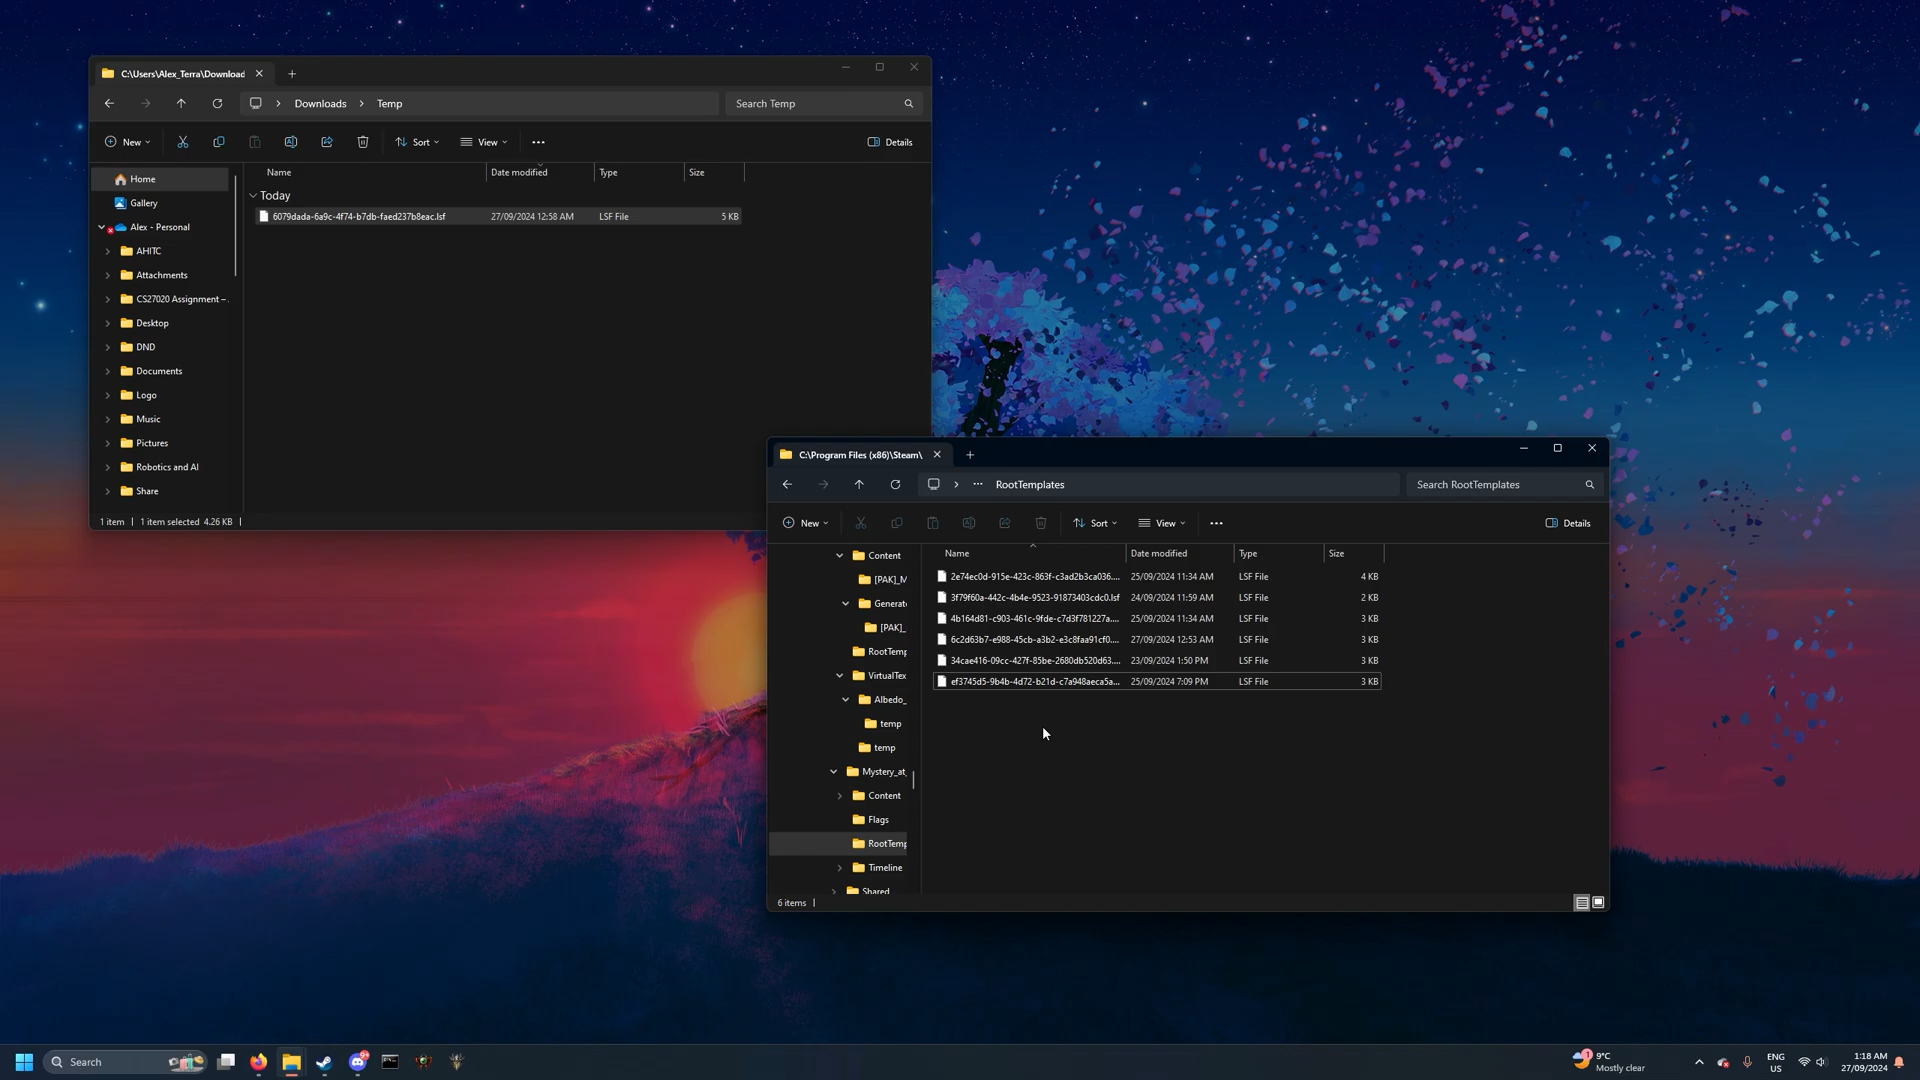 C:\Users\Alex_Terra\Download
Downloads > Temp
Search Temp
New
Sort
View
Details
Name
Date modified
Type
Size
Today
6079dada-6a9c-4f74-b7db-faed237b8eac.lsf
27/09/2024 12:58 AM
LSF File
5 KB
Home
Gallery
Alex - Personal
AHITC
Attachments
CS27020 Assignment –
Desktop
DND
Documents
Logo
Music
Pictures
Robotics and AI
Share
1 item
1 item selected 4.26 KB
C:\Program Files (x86)\Steam\
RootTemplates
Search RootTemplates
New
Sort
View
Details
Content
[PAK]_M
Generat
[PAK]_
RootTemp
VirtualTex
Albedo_
temp
temp
Mystery_at_
Content
Flags
RootTemp
Timeline
Shared
Name Date modified Type Size
2e74ec0d-915e-423c-863f-c3ad2b3ca036.... 25/09/2024 11:34 AM LSF File 4 KB
3f79f60a-442c-4b4e-9523-91873403cdc0.lsf 24/09/2024 11:59 AM LSF File 2 KB
4b164d81-c903-461c-9fde-c7d3f781227a.... 25/09/2024 11:34 AM LSF File 3 KB
6c2d63b7-e988-45cb-a3b2-e3c8faa91cf0.... 27/09/2024 12:53 AM LSF File 3 KB
34cae416-09cc-427f-85be-2680db520d63.... 23/09/2024 1:50 PM LSF File 3 KB
ef3745d5-9b4b-4d72-b21d-c7a948aeca5a... 25/09/2024 7:09 PM LSF File 3 KB
6 items
Search
1
9°C
Mostly clear
ENG
US
1:18 AM
27/09/2024